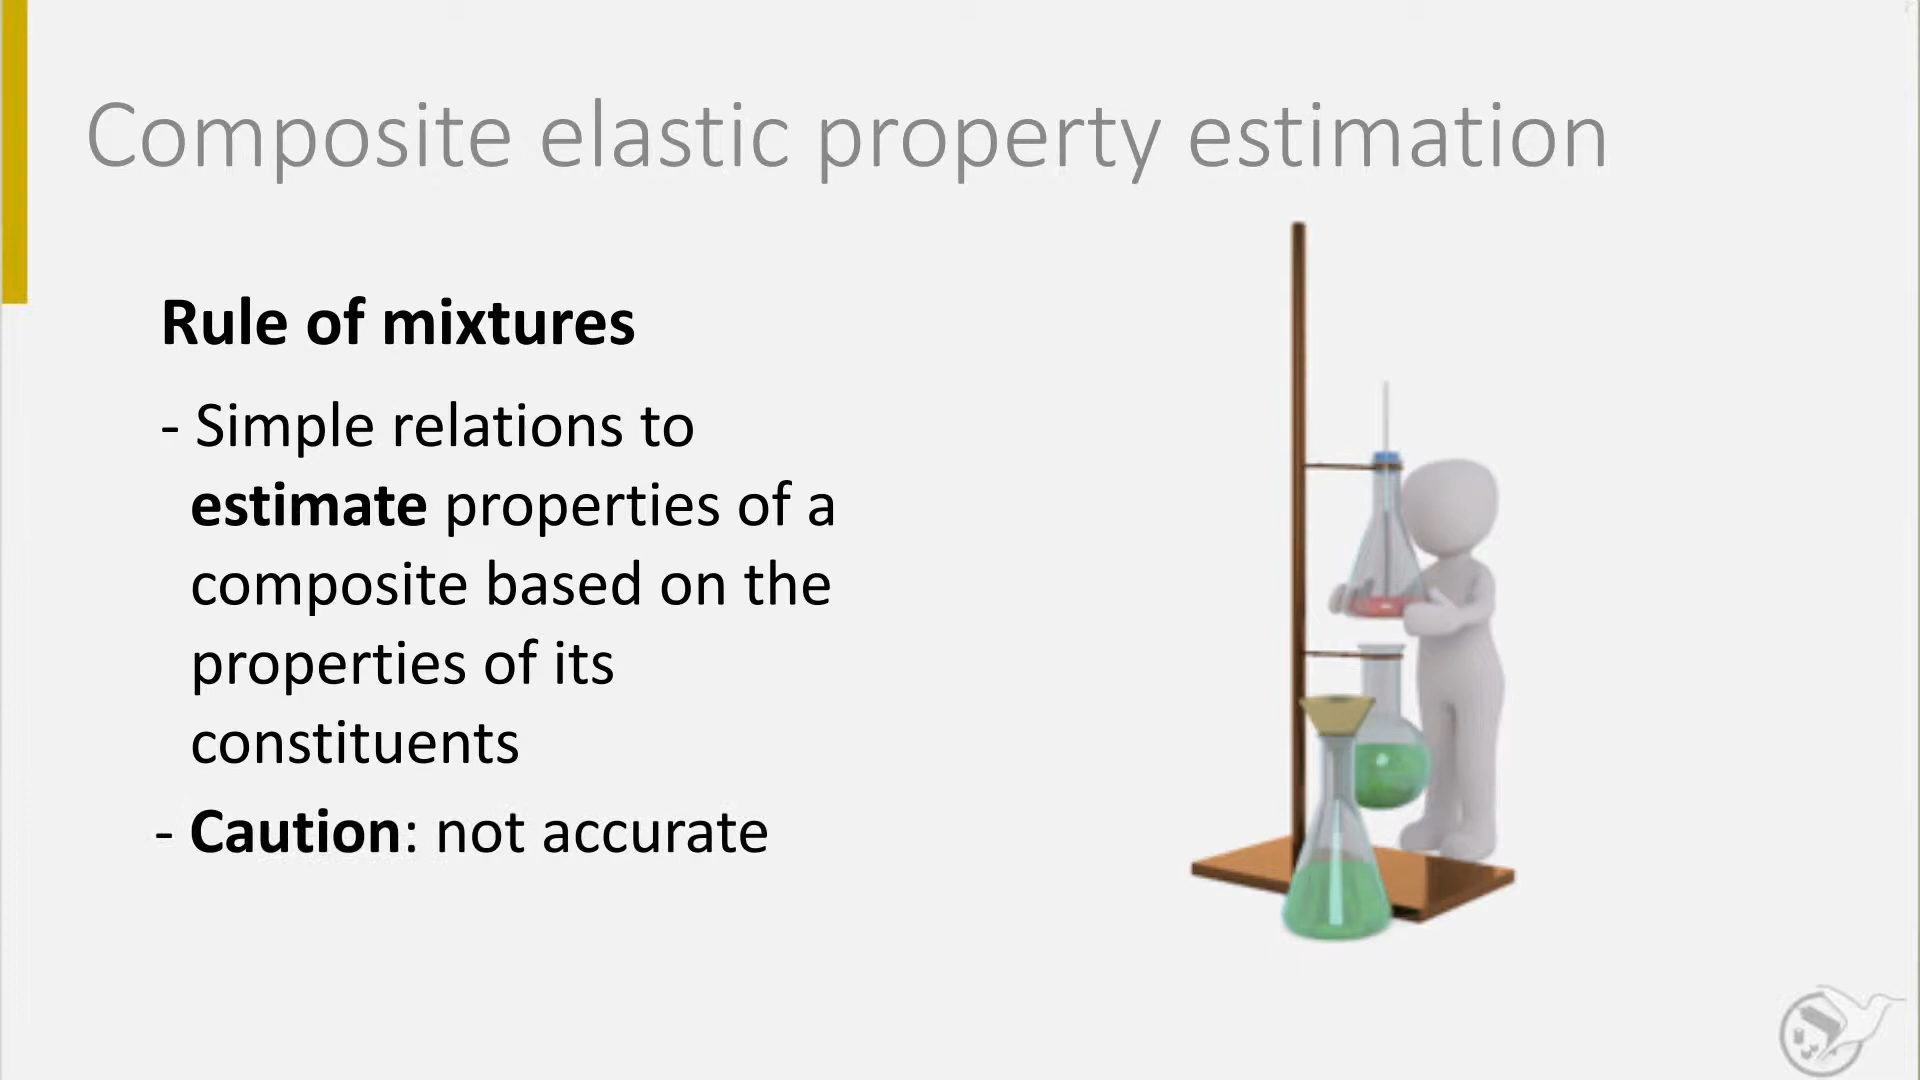 Composite elastic property estimation
Rule of mixtures
- Simple relations to
estimate properties of a
composite based on the
properties of its
constituents
- Caution: not accurate